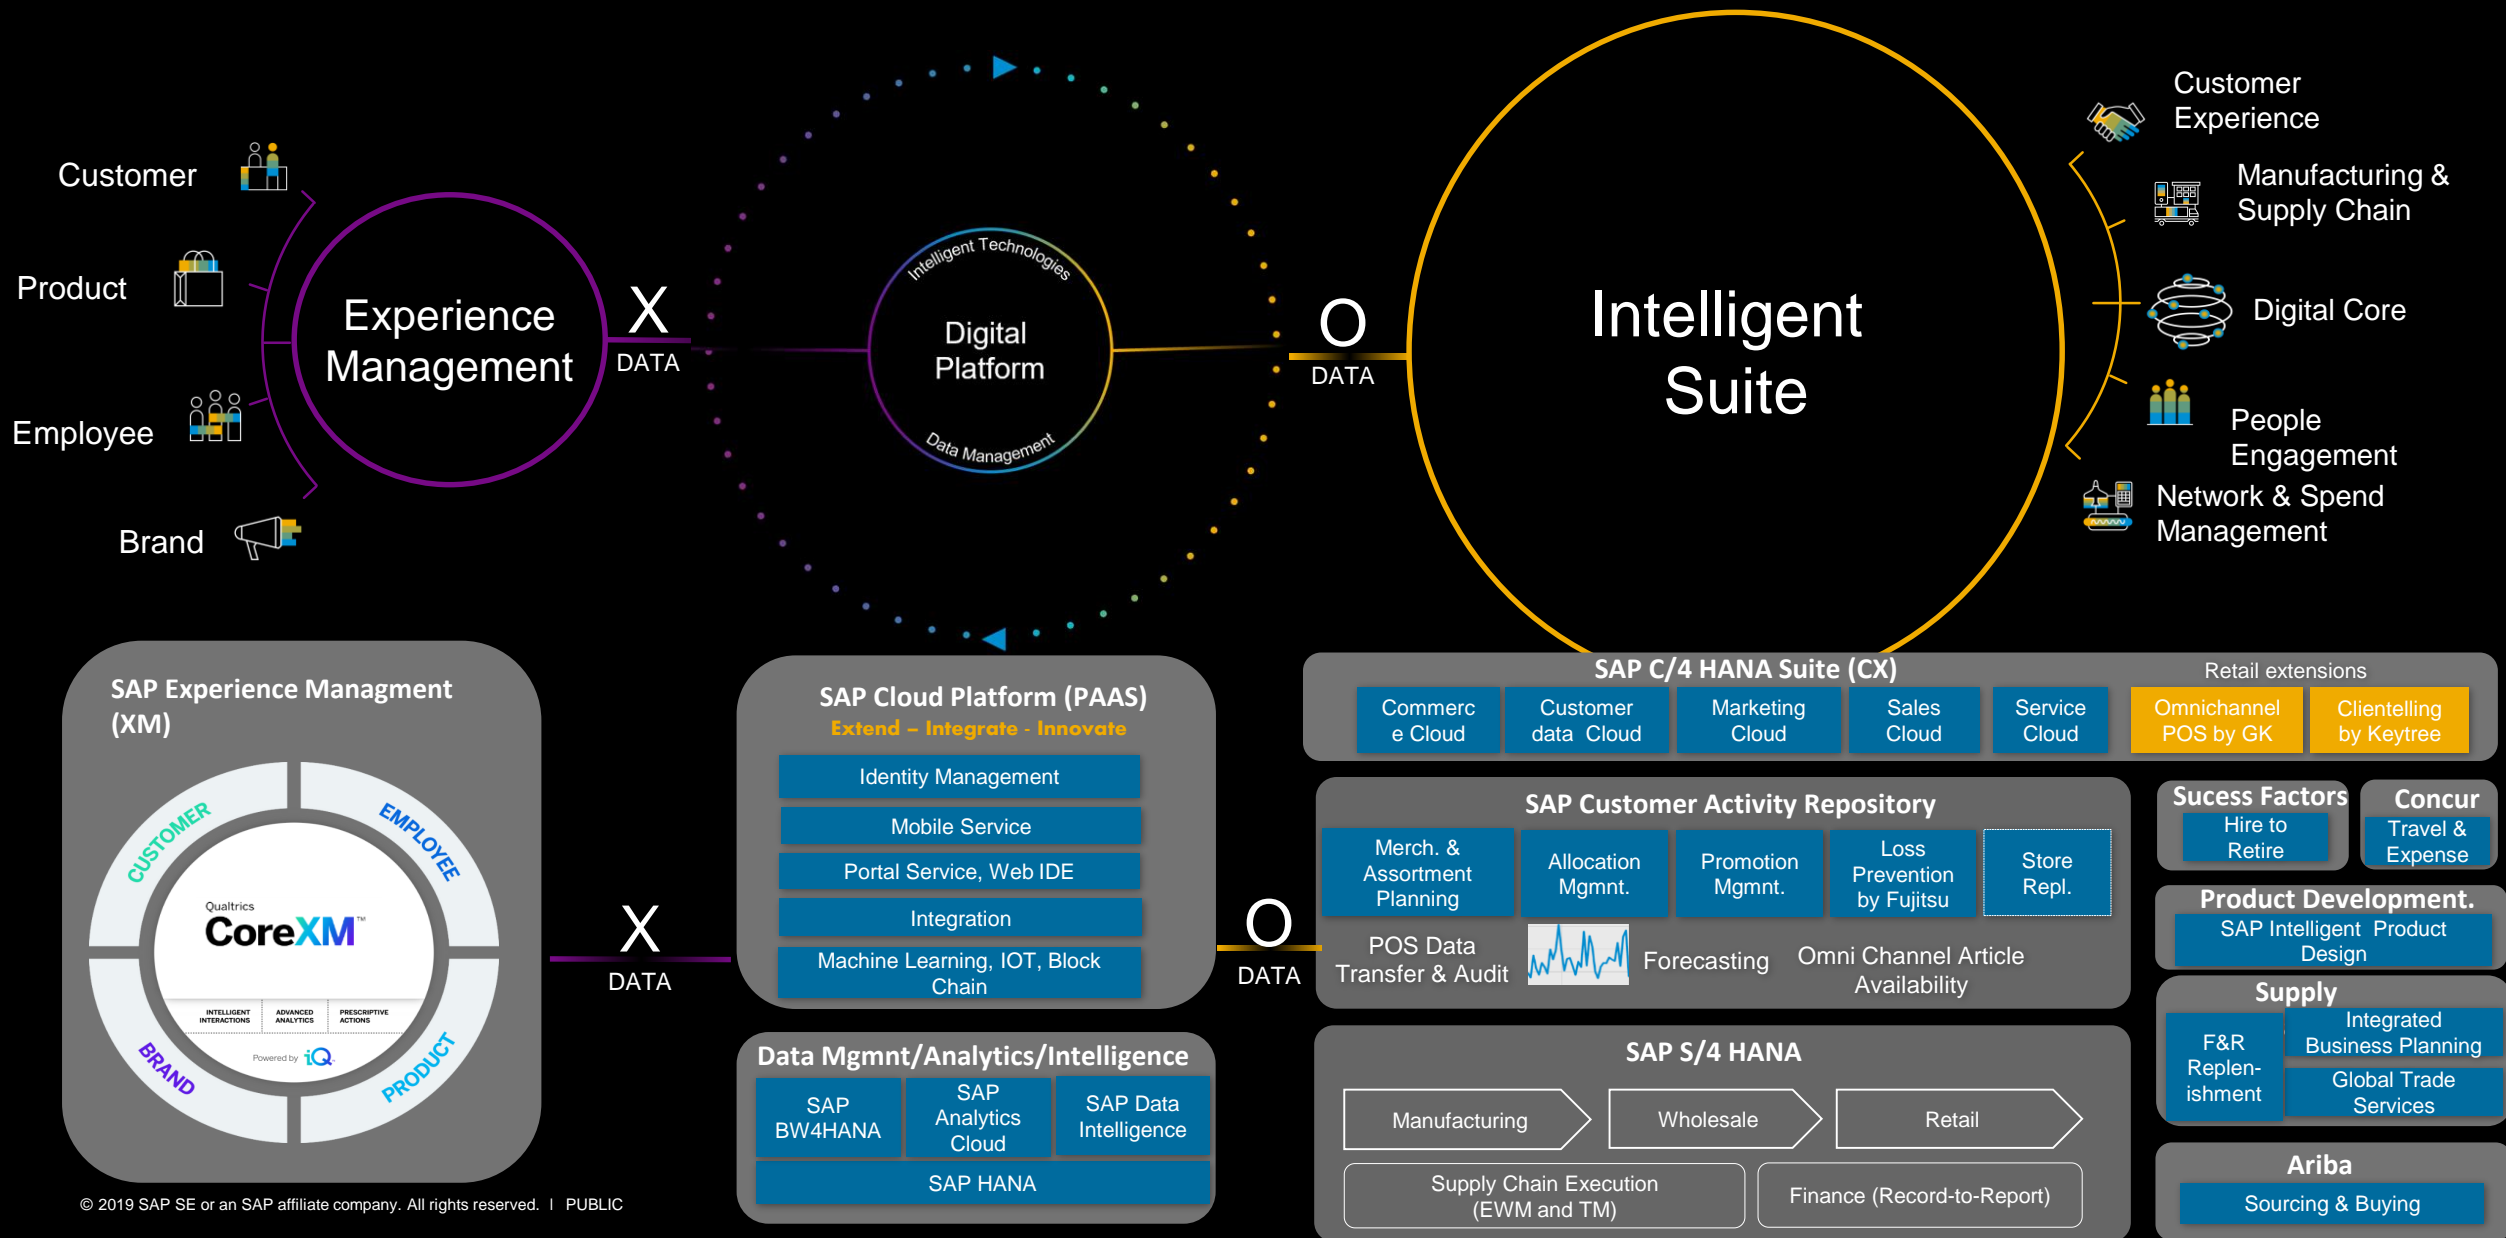 Customer
Product
Employee
Brand
Experience
Management
X
DATA
Intelligent Technologies
Digital
Platform
Data Management
O
DATA
Intelligent
Suite
Customer
Experience
Manufacturing &
Supply Chain
Digital Core
People
Engagement
Network & Spend
Management
SAP Experience Managment
(XM)
CUSTOMER
EMPLOYEE
Qualtrics
CoreXM™
INTELLIGENT
INTERACTIONS
ADVANCED
ANALYTICS
PRESCRIPTIVE
ACTIONS
Powered by iQ
BRAND
PRODUCT
X
DATA
SAP Cloud Platform (PAAS)
Extend – Integrate - Innovate
Identity Management
Mobile Service
Portal Service, Web IDE
Integration
Machine Learning, IOT, Block
Chain
Data Mgmnt/Analytics/Intelligence
SAP
BW4HANA
SAP
Analytics
Cloud
SAP Data
Intelligence
SAP HANA
O
DATA
SAP C/4 HANA Suite (CX)
Retail extensions
Commerc
e Cloud
Customer
data Cloud
Marketing
Cloud
Sales
Cloud
Service
Cloud
Omnichannel
POS by GK
Clientelling
by Keytree
SAP Customer Activity Repository
Merch. &
Assortment
Planning
Allocation
Mgmnt.
Promotion
Mgmnt.
Loss
Prevention
by Fujitsu
Store
Repl.
POS Data
Transfer & Audit
Forecasting
Omni Channel Article
Availability
SAP S/4 HANA
Manufacturing
Wholesale
Retail
Supply Chain Execution
(EWM and TM)
Finance (Record-to-Report)
Sucess Factors
Hire to
Retire
Concur
Travel &
Expense
Product Development.
SAP Intelligent Product
Design
Supply
F&R
Replen-
ishment
Integrated
Business Planning
Global Trade
Services
Ariba
Sourcing & Buying
© 2019 SAP SE or an SAP affiliate company. All rights reserved. I PUBLIC